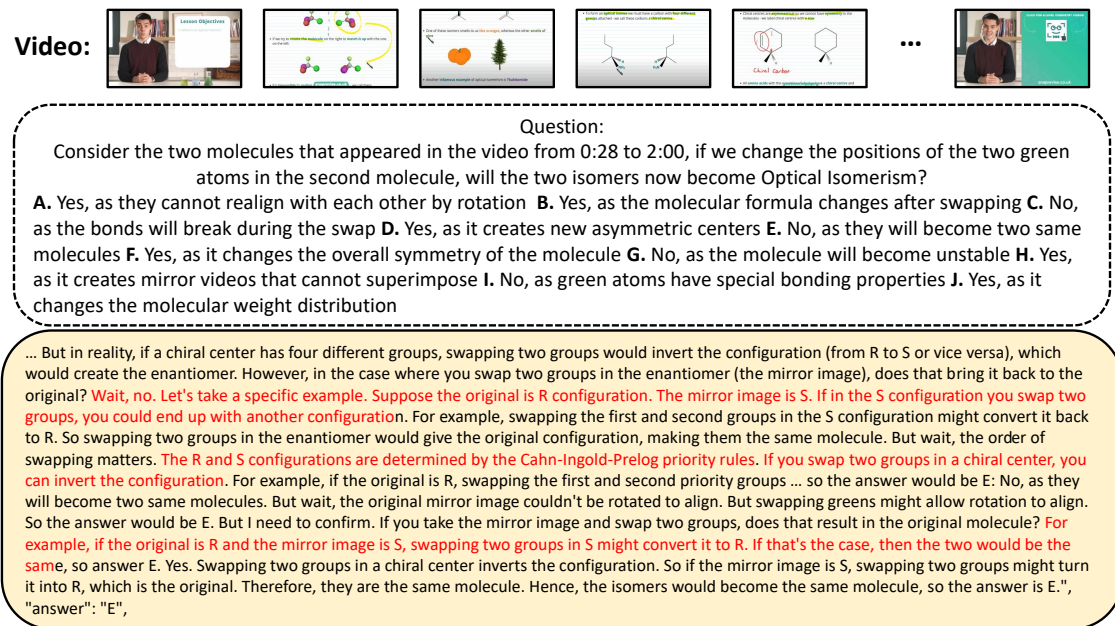 Video:
Lesson Objectives
...
Question:
Consider the two molecules that appeared in the video from 0:28 to 2:00, if we change the positions of the two green
atoms in the second molecule, will the two isomers now become Optical Isomerism?
A. Yes, as they cannot realign with each other by rotation B. Yes, as the molecular formula changes after swapping C. No,
as the bonds will break during the swap D. Yes, as it creates new asymmetric centers E. No, as they will become two same
molecules F. Yes, as it changes the overall symmetry of the molecule G. No, as the molecule will become unstable H. Yes,
as it creates mirror videos that cannot superimpose I. No, as green atoms have special bonding properties J. Yes, as it
changes the molecular weight distribution
... But in reality, if a chiral center has four different groups, swapping two groups would invert the configuration (from R to S or vice versa), which
would create the enantiomer. However, in the case where you swap two groups in the enantiomer (the mirror image), does that bring it back to the
original? Wait, no. Let's take a specific example. Suppose the original is R configuration. The mirror image is S. If in the S configuration you swap two
groups, you could end up with another configuration. For example, swapping the first and second groups in the S configuration might convert it back
to R. So swapping two groups in the enantiomer would give the original configuration, making them the same molecule. But wait, the order of
swapping matters. The R and S configurations are determined by the Cahn-Ingold-Prelog priority rules. If you swap two groups in a chiral center, you
can invert the configuration. For example, if the original is R, swapping the first and second priority groups ... so the answer would be E: No, as they
will become two same molecules. But wait, the original mirror image couldn't be rotated to align. But swapping greens might allow rotation to align.
So the answer would be E. But I need to confirm. If you take the mirror image and swap two groups, does that result in the original molecule? For
example, if the original is R and the mirror image is S, swapping two groups in S might convert it to R. If that's the case, then the two would be the
same, so answer E. Yes. Swapping two groups in a chiral center inverts the configuration. So if the mirror image is S, swapping two groups might turn
it into R, which is the original. Therefore, they are the same molecule. Hence, the isomers would become the same molecule, so the answer is E.",
"answer": "E",